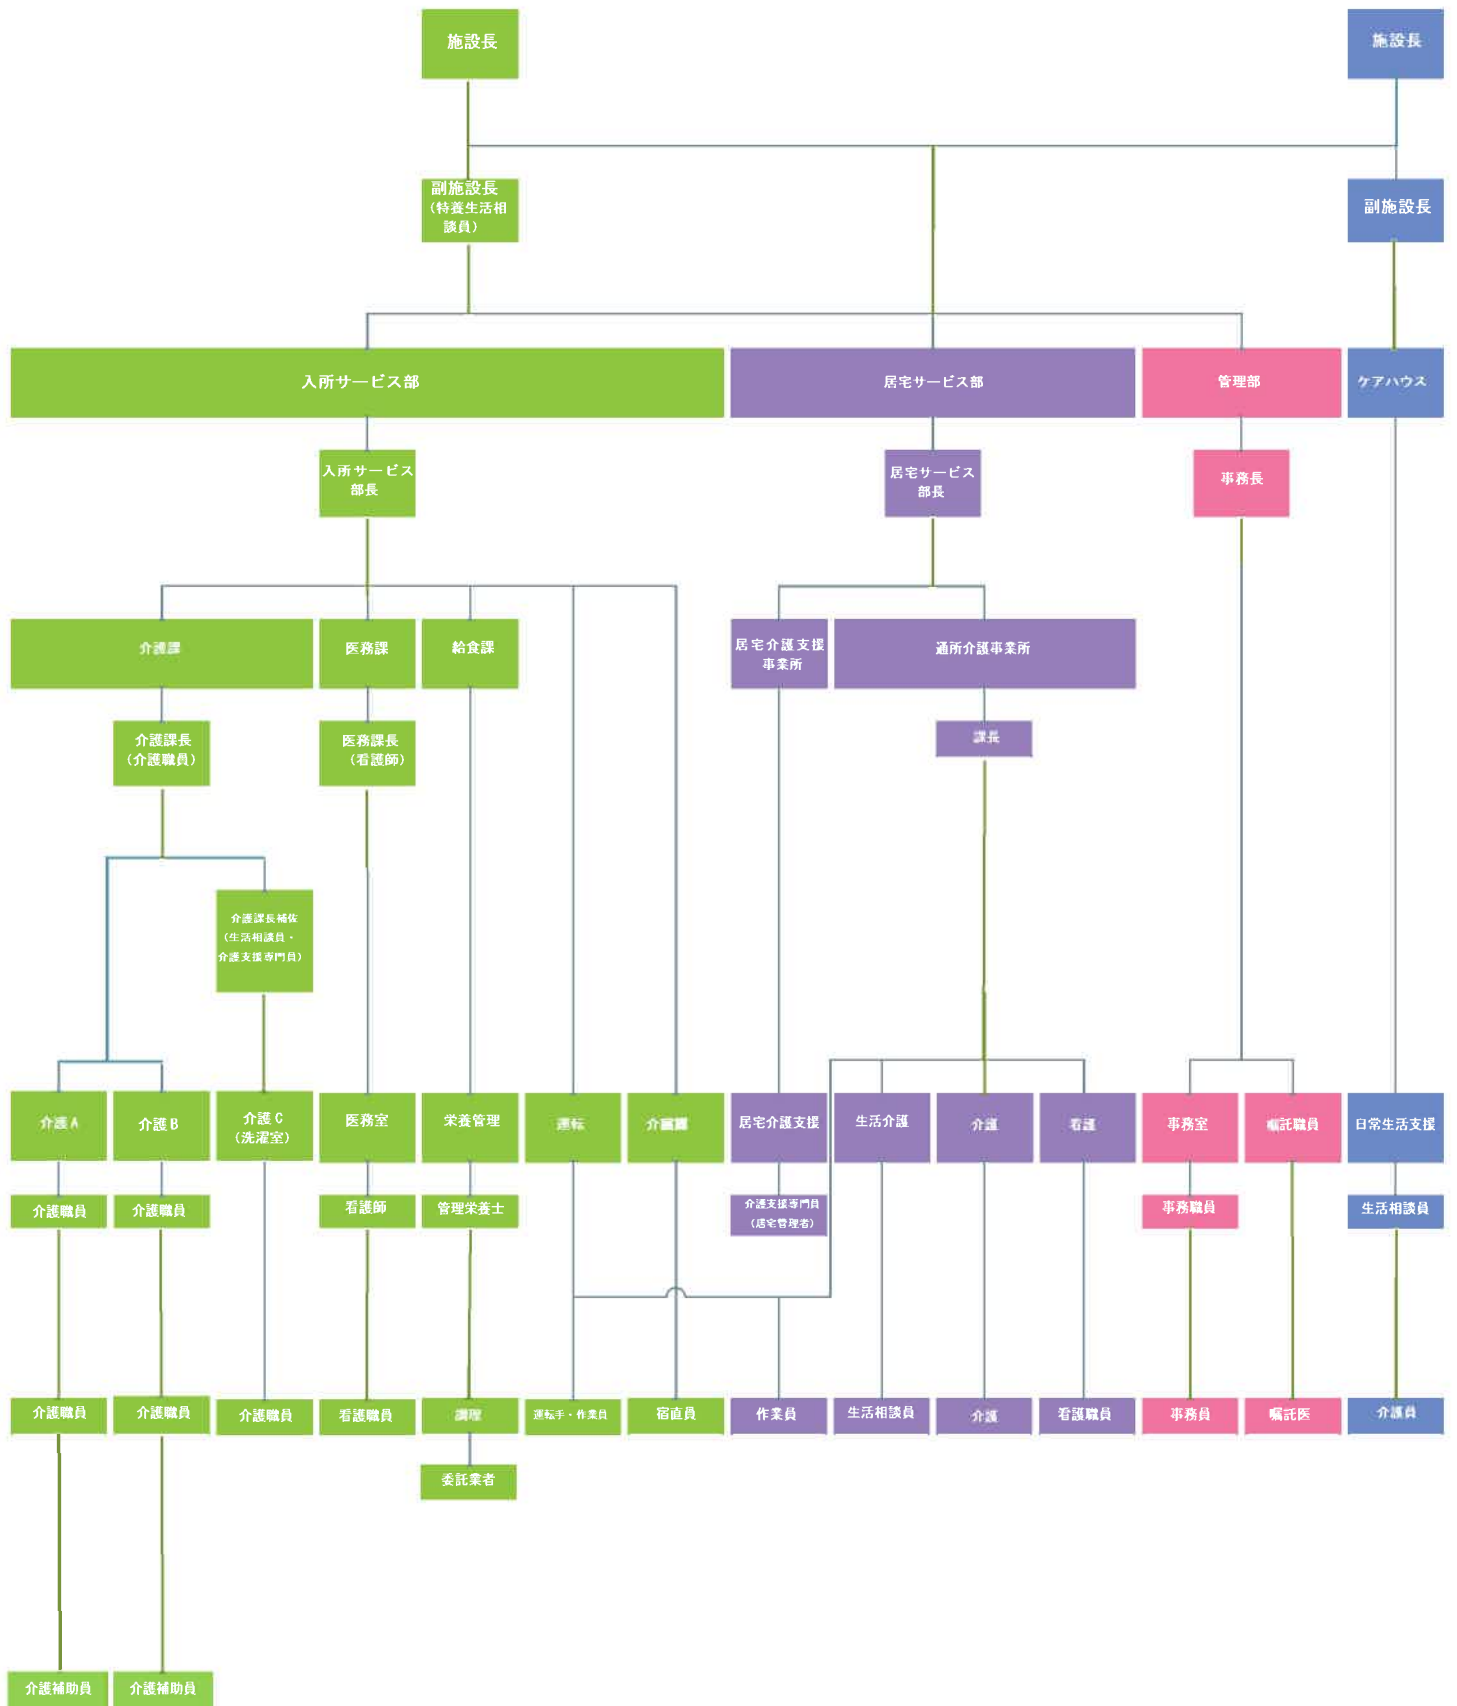 施設長
施設長
副施設長
（特養生活相
談員）
副施設長
入所サービス部
居宅サービス部
管理部
ケアハウス
入所サービス
部長
居宅サービス
部長
事務長
介護課
医務課
給食課
居宅介護支援
事業所
通所介護事業所
介護課長
（介護職員）
医務課長
（看護師）
課長
介護課長補佐
（生活相談員・
介護支援専門員）
介護A
介護B
介護C
（洗濯室）
医務室
栄養管理
運転
居宅介護支援
生活介護
介護
看護
事務室
嘱託職員
日常生活支援
介護職員
介護職員
看護師
管理栄養士
介護支援専門員
（居宅管理者）
事務職員
生活相談員
介護職員
介護職員
介護職員
看護職員
調理
運転手・作業員
宿直員
作業員
生活相談員
介護
看護職員
事務員
嘱託医
介護員
委託業者
介護補助員
介護補助員